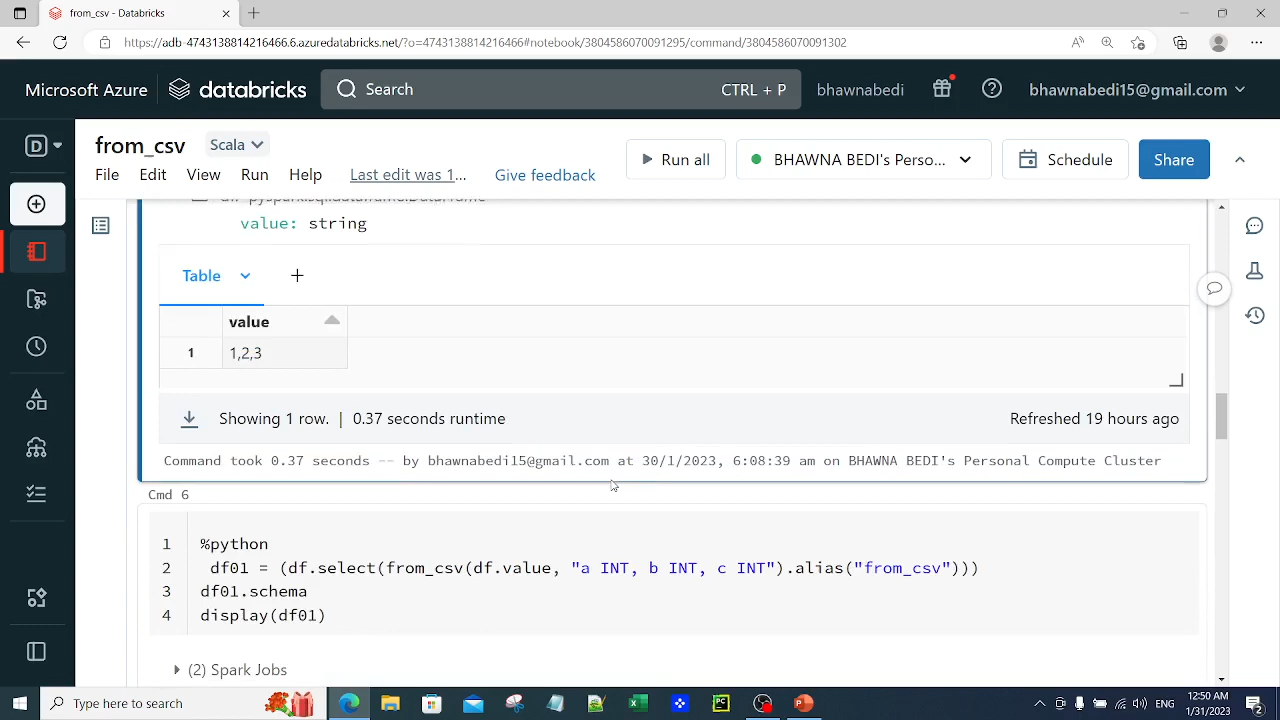 from_csv - Databricks
https://adb-4743138814216466.6.azuredatabricks.net/?o=4743138814216466#notebook/3804586070091295/command/3804586070091302
Microsoft Azure databricks Search CTRL + P bhawnabedi bhawnabedi15@gmail.com
D from_csv Scala Run all BHAWNA BEDI's Perso... Schedule Share
File Edit View Run Help Last edit was 1... Give feedback
value: string
Table +
value
1 1,2,3
Showing 1 row. | 0.37 seconds runtime Refreshed 19 hours ago
Command took 0.37 seconds -- by bhawnabedi15@gmail.com at 30/1/2023, 6:08:39 am on BHAWNA BEDI's Personal Compute Cluster
Cmd 6
1 %python
2 df01 = (df.select(from_csv(df.value, "a INT, b INT, c INT").alias("from_csv")))
3 df01.schema
4 display(df01)
(2) Spark Jobs
Type here to search ENG 12:50 AM
1/31/2023